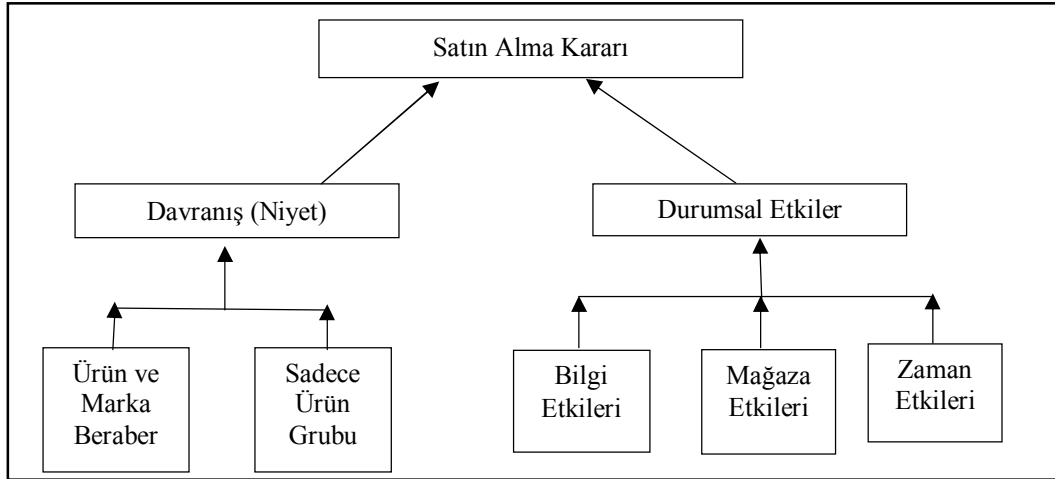 Satın Alma Kararı
Davranış (Niyet)
Durumsal Etkiler
Ürün ve
Marka
Beraber
Sadece
Ürün
Grubu
Bilgi
Etkileri
Mağaza
Etkileri
Zaman
Etkileri